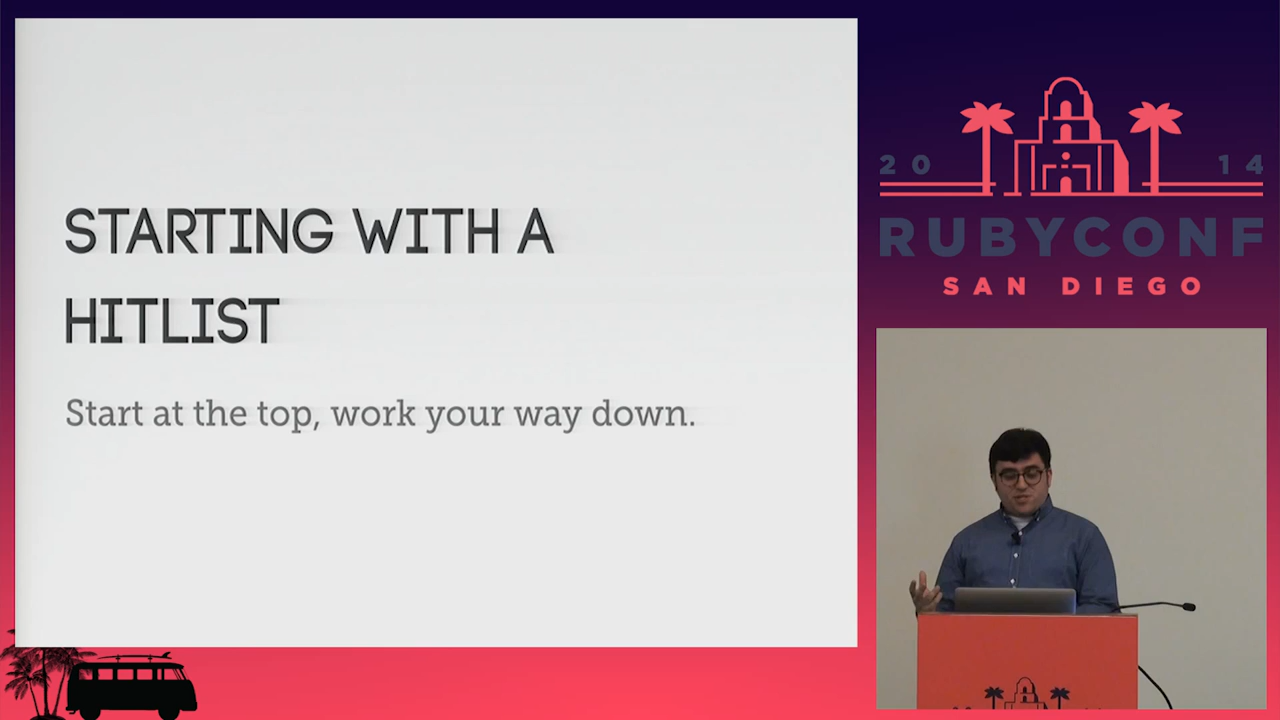 STARTING WITH A
HITLIST
Start at the top, work your way down.
20 14
RUBYCONF
SAN DIEGO